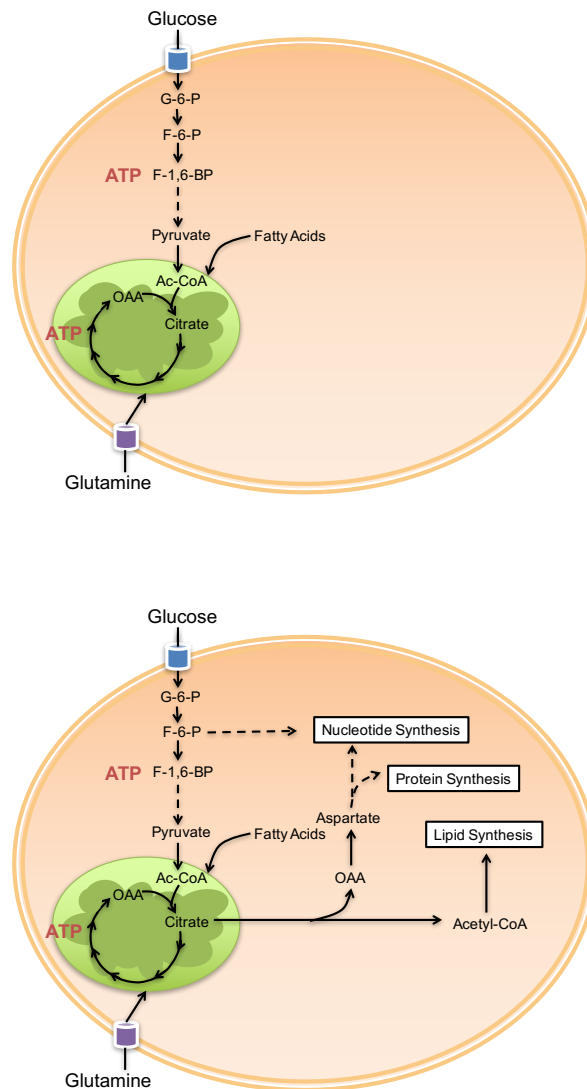 Glucose
G-6-P
F-6-P
ATP F-1,6-BP
Pyruvate
Fatty Acids
Ac-CoA
OAA
Citrate
ATP
Glutamine
Glucose
G-6-P
F-6-P
Nucleotide Synthesis
ATP F-1,6-BP
Protein Synthesis
Aspartate
Pyruvate
Fatty Acids
Lipid Synthesis
Ac-CoA
OAA
OAA
Citrate
Acetyl-CoA
ATP
Glutamine